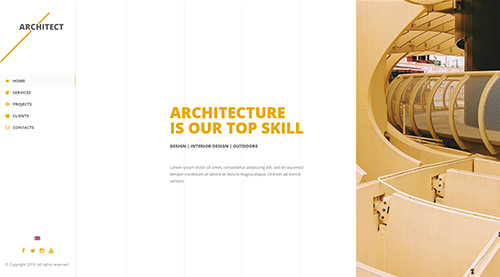 ARCHITECT
HOME
SERVICES
PROJECTS
CLIENTS
CONTACTS
ARCHITECTURE
IS OUR TOP SKILL
DESIGN | INTERIOR DESIGN | OUTDOORS
Lorem ipsum dolor sit amet, consectetur adipiscing elit, sed do eiusmod
tempor incididunt ut labore et dolore magna aliqua. Ut enim ad minim
veniam.
© Copyright 2016. All rights reserved.